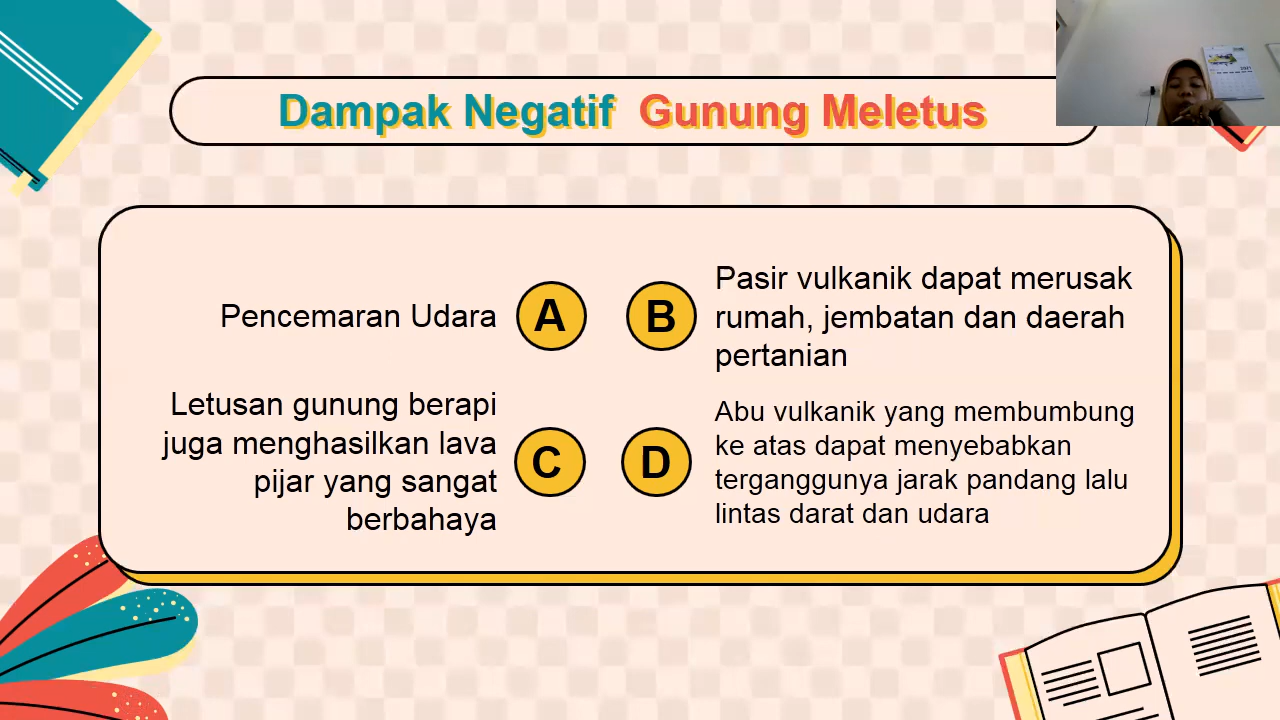 Dampak Negatif Gunung Meletus
Pencemaran Udara
A
B
Pasir vulkanik dapat merusak
rumah, jembatan dan daerah
pertanian
Letusan gunung berapi
juga menghasilkan lava
pijar yang sangat
berbahaya
C
D
Abu vulkanik yang membumbung
ke atas dapat menyebabkan
terganggunya jarak pandang lalu
lintas darat dan udara